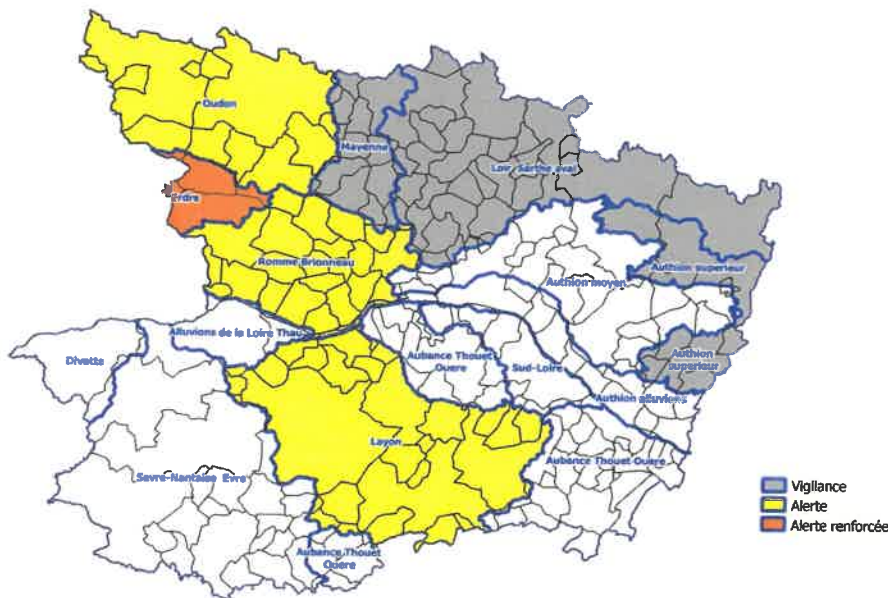 Oudon
Mayenne
Loir Sarthe aval
Erdre
Romme Brionneau
Authion superieur
Authion moyen
Alluvions de la Loire Thau
Divatte
Aubance Thouet
Ouere
Authion
superieur
Sud-Loire
Authion alluvions
Layon
Aubance Thouet Ouere
Sevre-Nantaise Evre
Aubance Thouet
Ouere
Vigilance
Alerte
Alerte renforcée